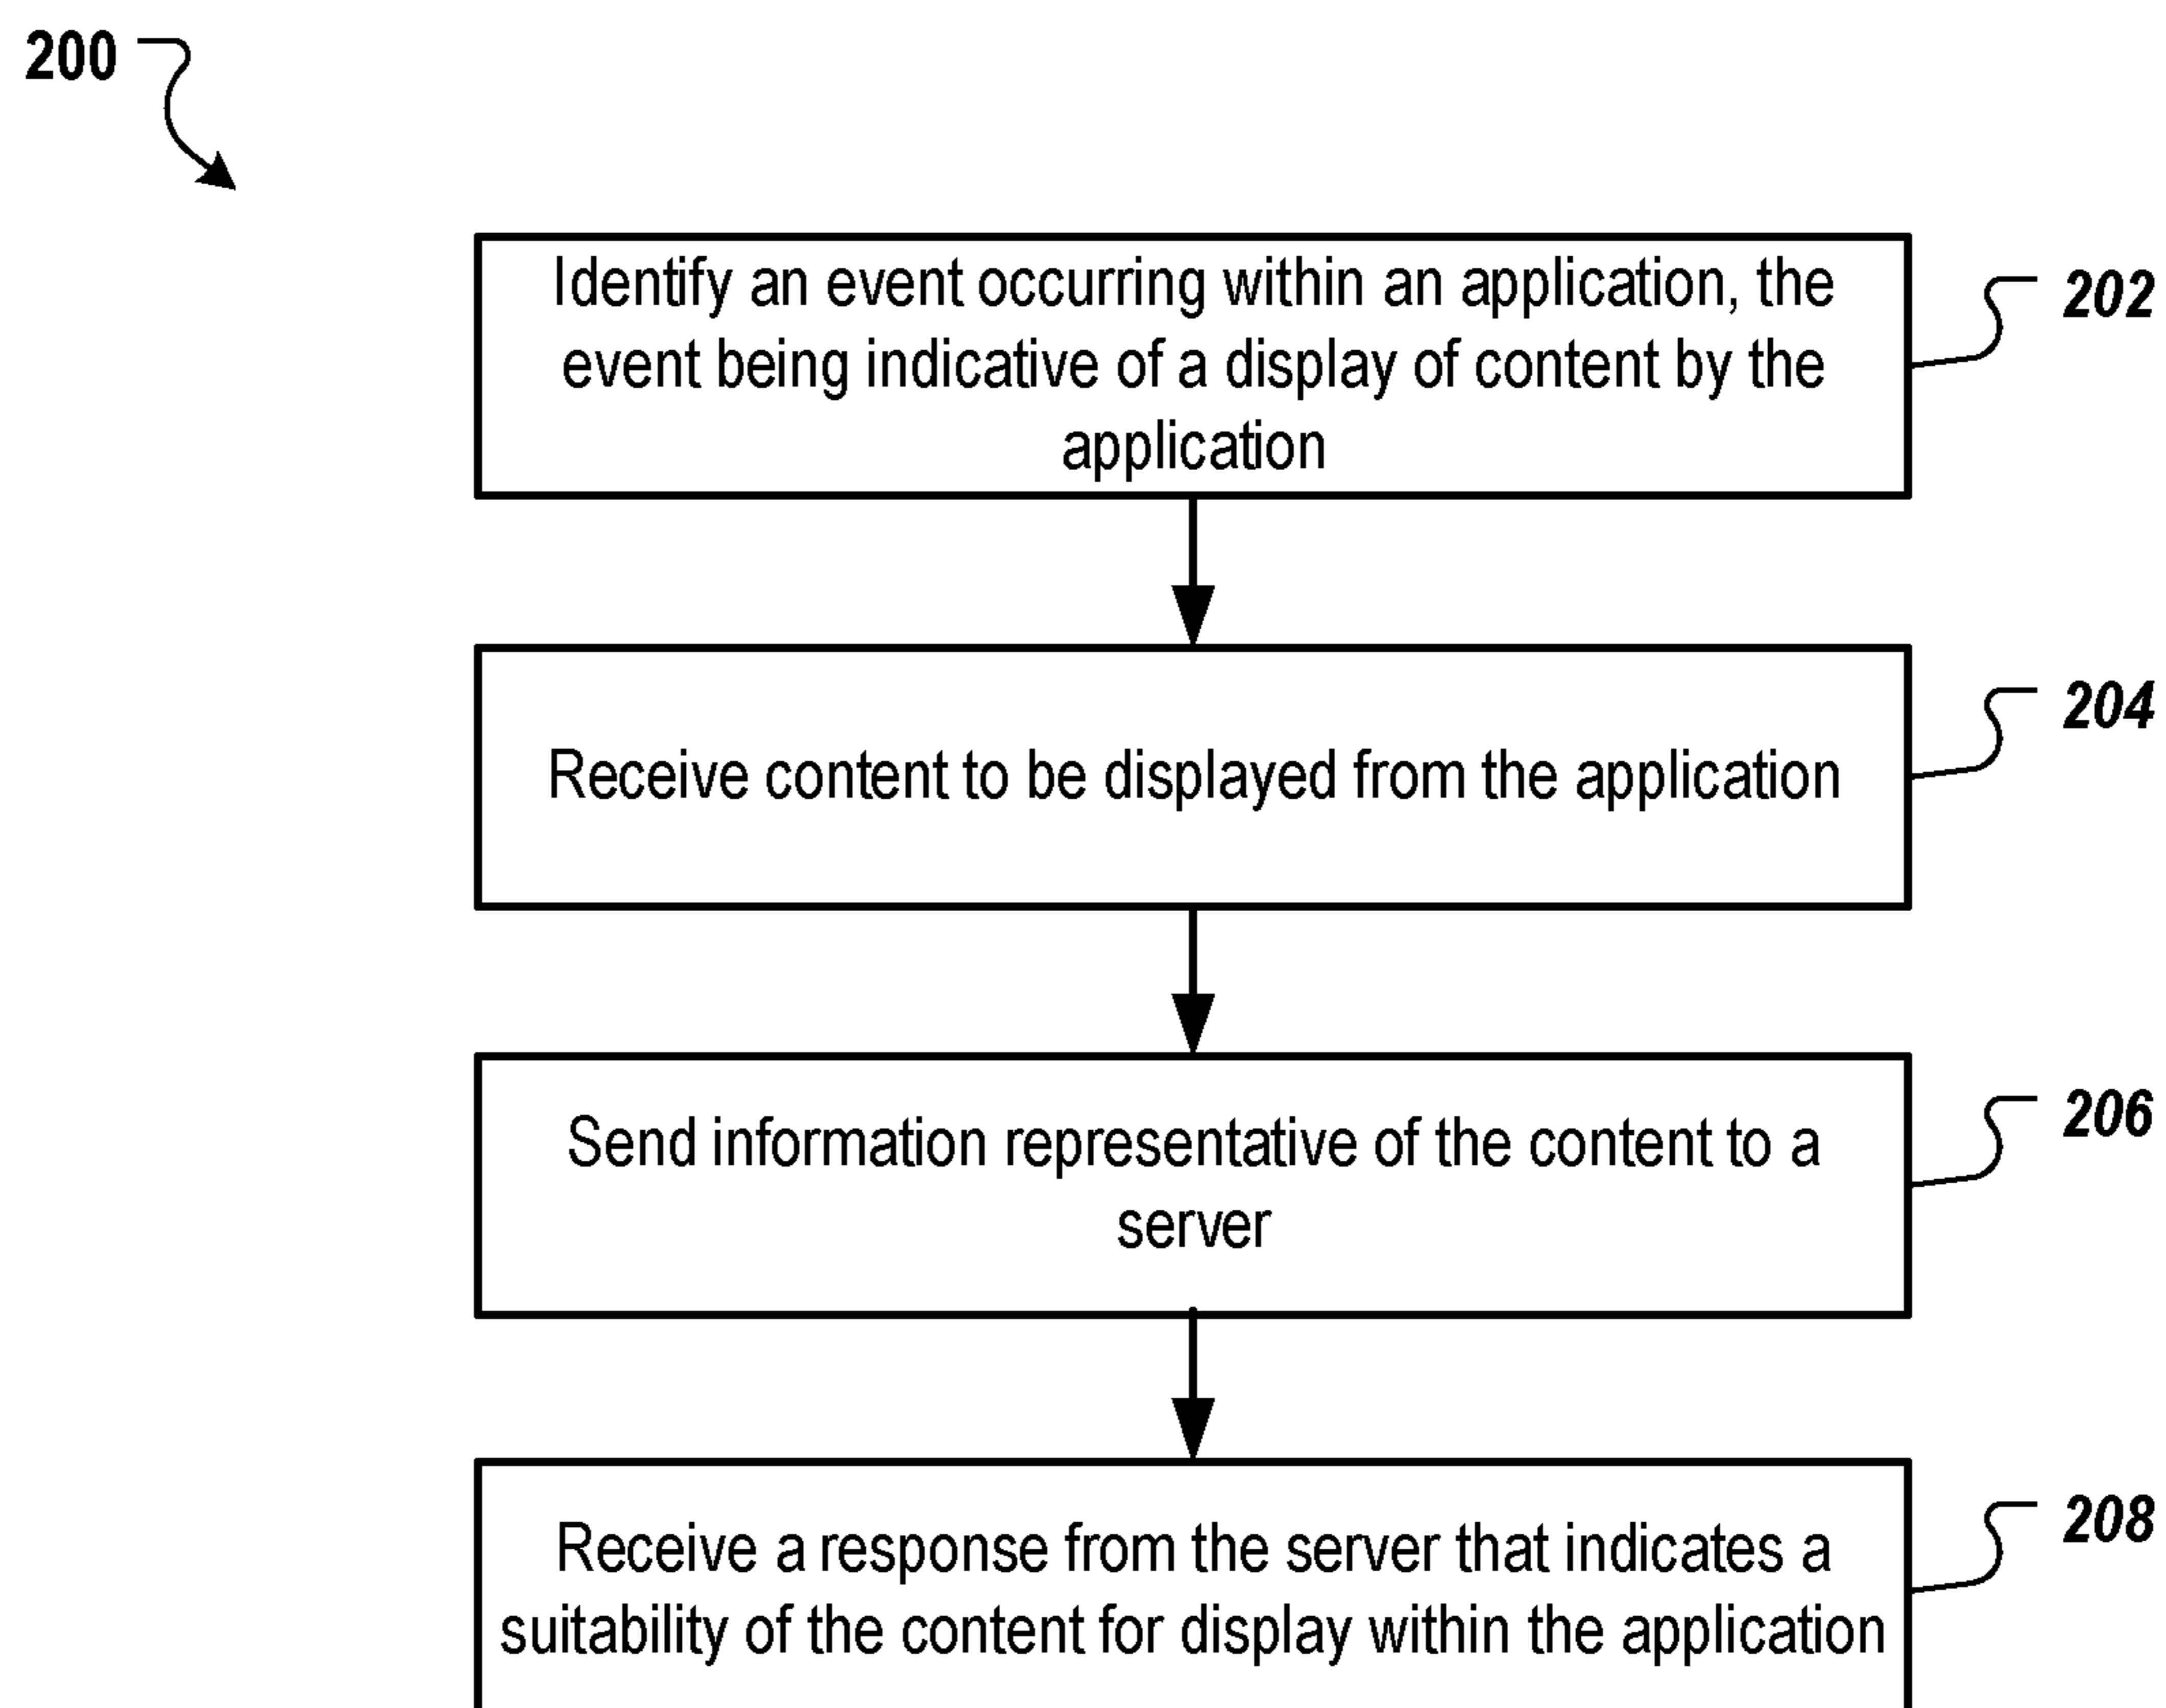 200
Identify an event occurring within an application, the
event being indicative of a display of content by the
application
202
Receive content to be displayed from the application
204
Send information representative of the content to a
server
206
Receive a response from the server that indicates a
suitability of the content for display within the application
208